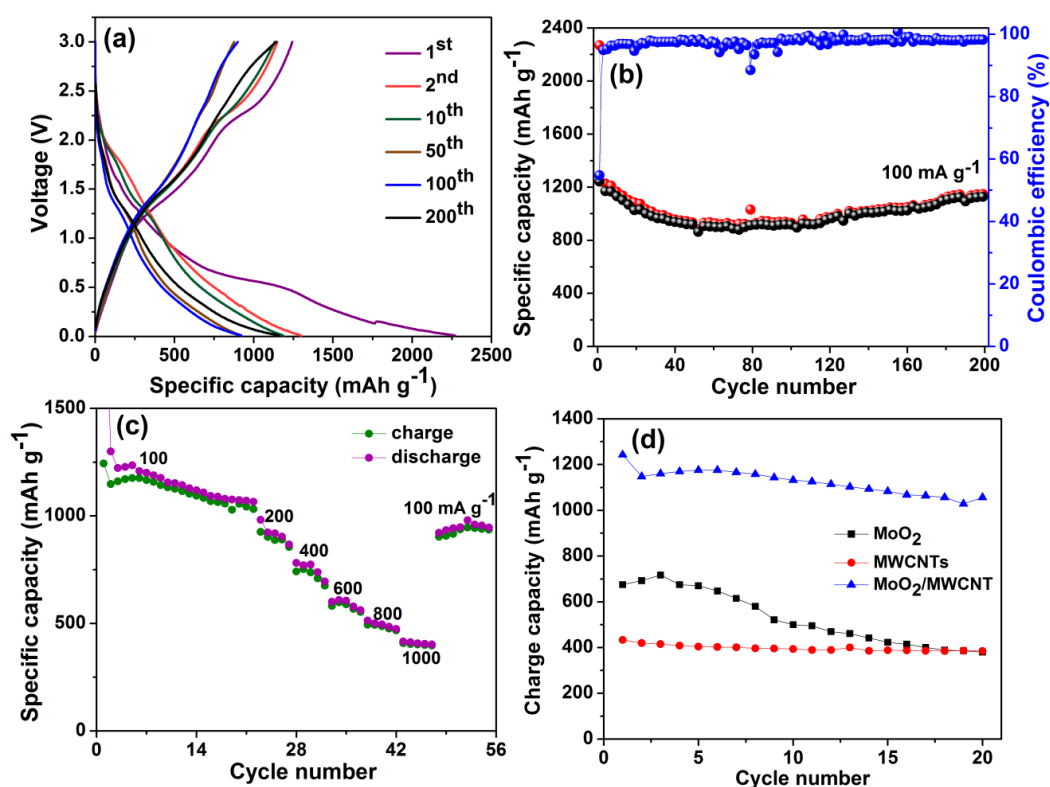 (a)
1st
2nd
10th
50th
100th
200th
3.0
2.5
2.0
1.5
1.0
0.5
0.0
Voltage (V)
0 500 1000 1500 2000 2500
Specific capacity (mAh g-1)
(b)
100 mA g-1
2400
2000
1600
1200
800
400
0
Specific capacity (mAh g-1)
100
80
60
40
20
0
Coulombic efficiency (%)
0 40 80 120 160 200
Cycle number
(c)
charge
discharge
100
200
400
600
800
1000
100 mA g-1
1500
1000
500
0
Specific capacity (mAh g-1)
0 14 28 42 56
Cycle number
(d)
MoO2
MWCNTs
MoO2/MWCNT
1400
1200
1000
800
600
400
200
0
Charge capacity (mAh g-1)
0 5 10 15 20
Cycle number